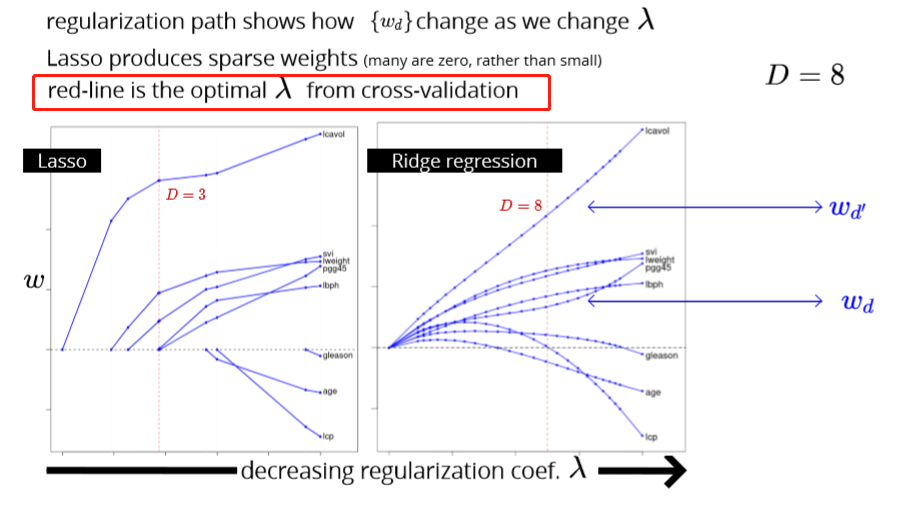 regularization path shows how {w_d} change as we change λ
Lasso produces sparse weights (many are zero, rather than small)
red-line is the optimal λ from cross-validation
D = 8
Lasso
lcavol
D = 3
svi
lweight
pgg45
lbph
w
gleason
age
lcp
Ridge regression
lcavol
D = 8
w_d'
svi
lweight
pgg45
lbph
w_d
gleason
age
lcp
decreasing regularization coef. λ